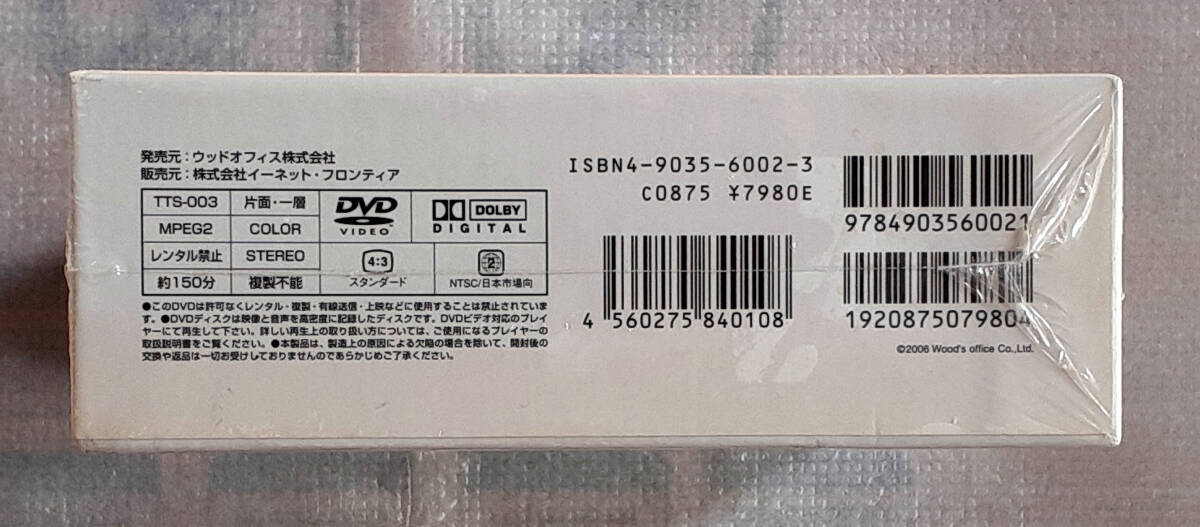 発売元：ウッドオフィス株式会社
販売元：株式会社イーネット・フロンティア
TTS-003 片面・一層
MPEG2 COLOR
レンタル禁止 STEREO
約150分 複製不能
DVD
VIDEO
DOLBY
DIGITAL
4:3
スタンダード
2
NTSC/日本市場向
●このDVDは許可なくレンタル・複製・有線送信・上映などに使用することは禁止されていま
す。●DVDディスクは映像と音声を高密度に記録したディスクです。DVDビデオ対応のプレイ
ヤーにて再生して下さい。詳しい再生上の取り扱い方については、ご使用になるプレイヤーの
取扱説明書をご覧ください。●本製品は、製造上の原因による欠陥の場合を除いて、開封後の
交換や返品は一切お受けしておりませんのであらかじめご了承ください。
ISBN4-9035-6002-3
C0875 ¥7980E
9784903560021
4 560275 840108
1920875079804
©2006 Wood's office Co.,Ltd.